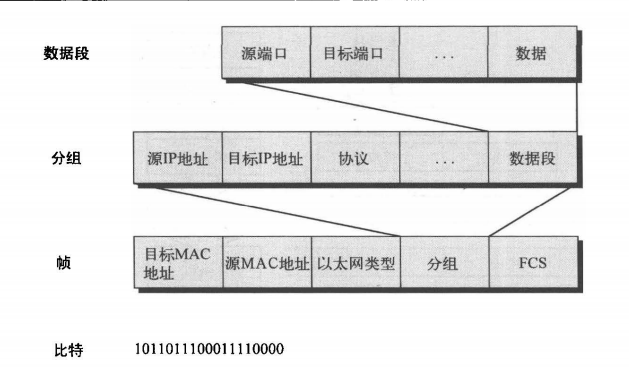 数据段
源端口 目标端口 ... 数据
分组
源IP地址 目标IP地址 协议 ... 数据段
帧
目标MAC
地址
源MAC地址 以太网类型 分组 FCS
比特 1011011100011110000